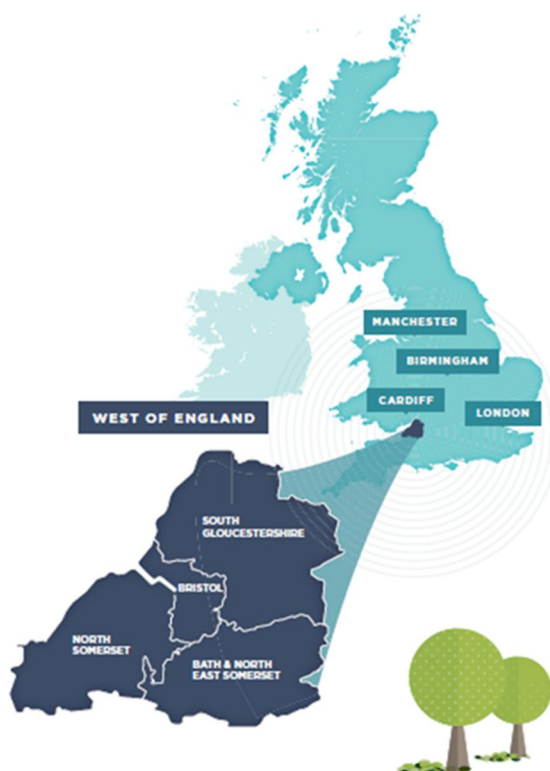 MANCHESTER
BIRMINGHAM
CARDIFF
LONDON
WEST OF ENGLAND
SOUTH
GLOUCESTERSHIRE
BRISTOL
NORTH
SOMERSET
BATH & NORTH
EAST SOMERSET